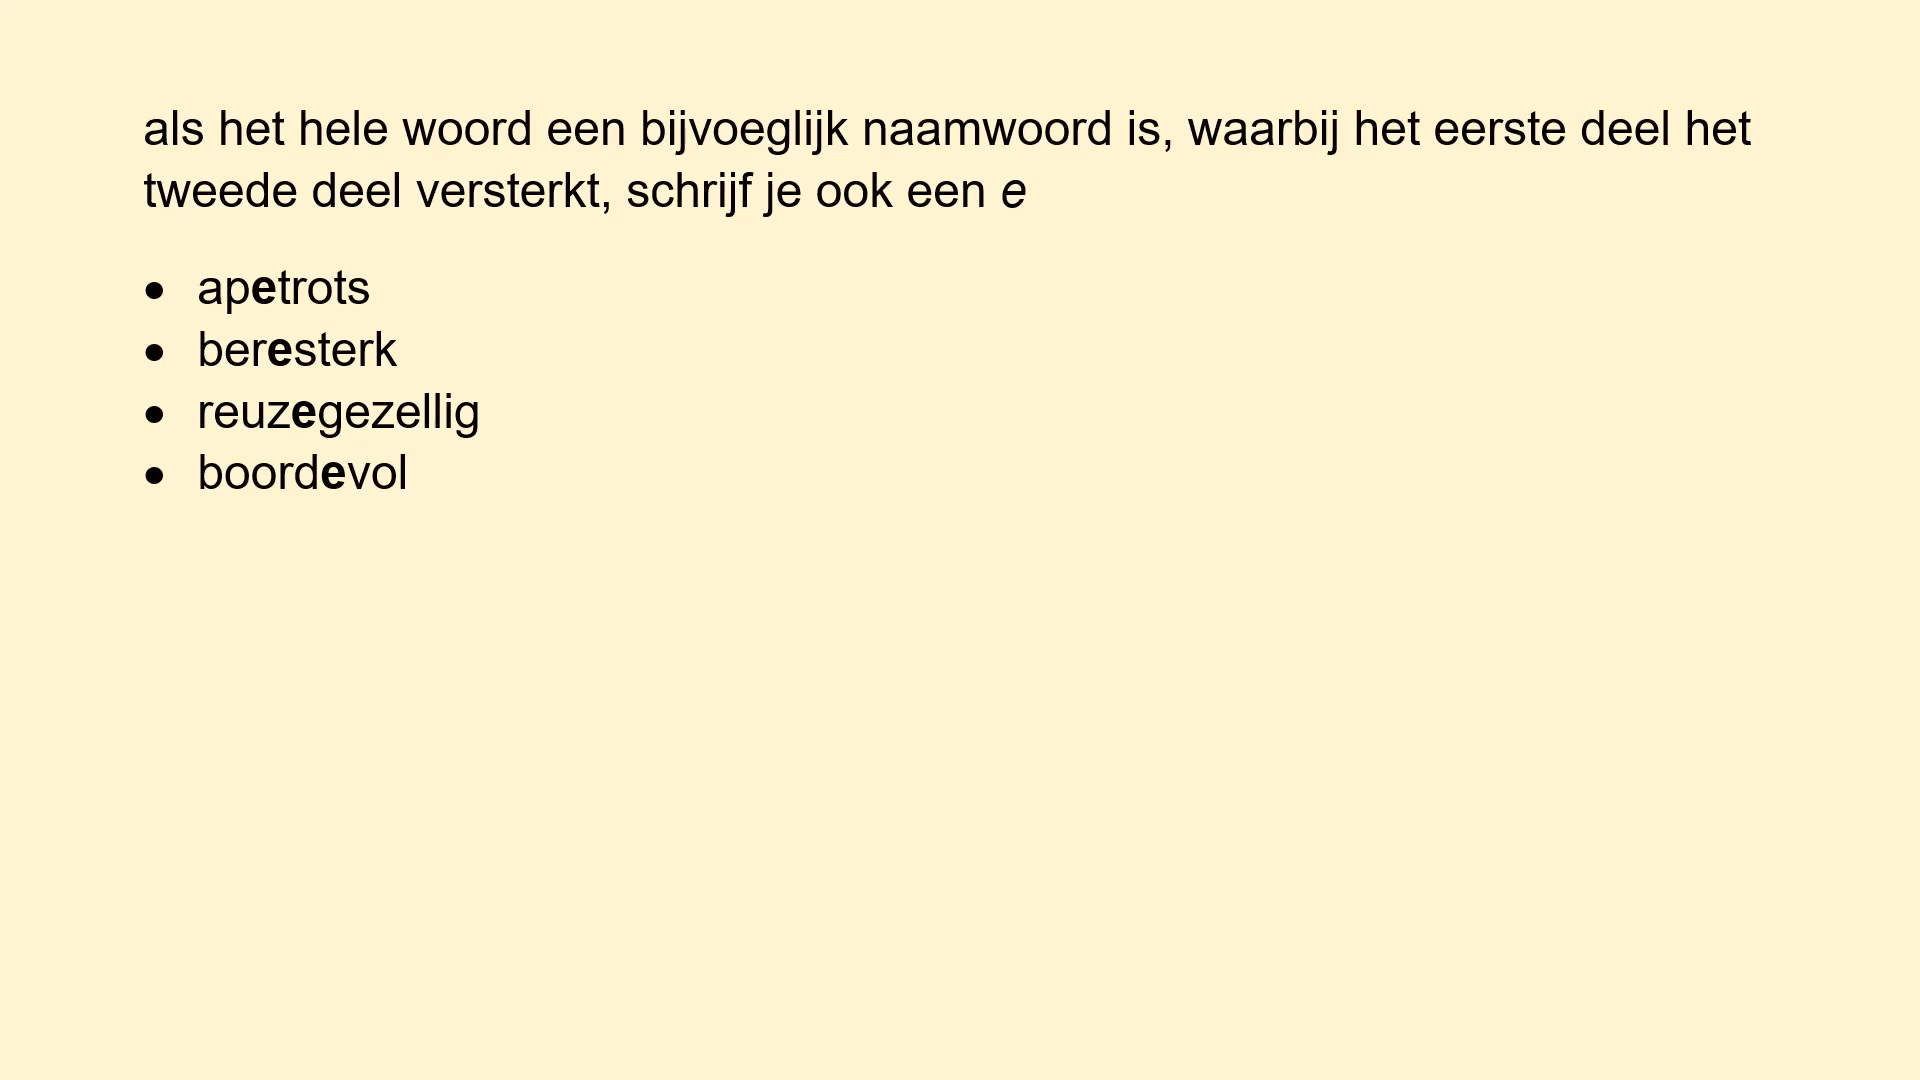 als het hele woord een bijvoeglijk naamwoord is, waarbij het eerste deel het
tweede deel versterkt, schrijf je ook een e
• apetrots
• beresterk
• reuzegezellig
• boordevol